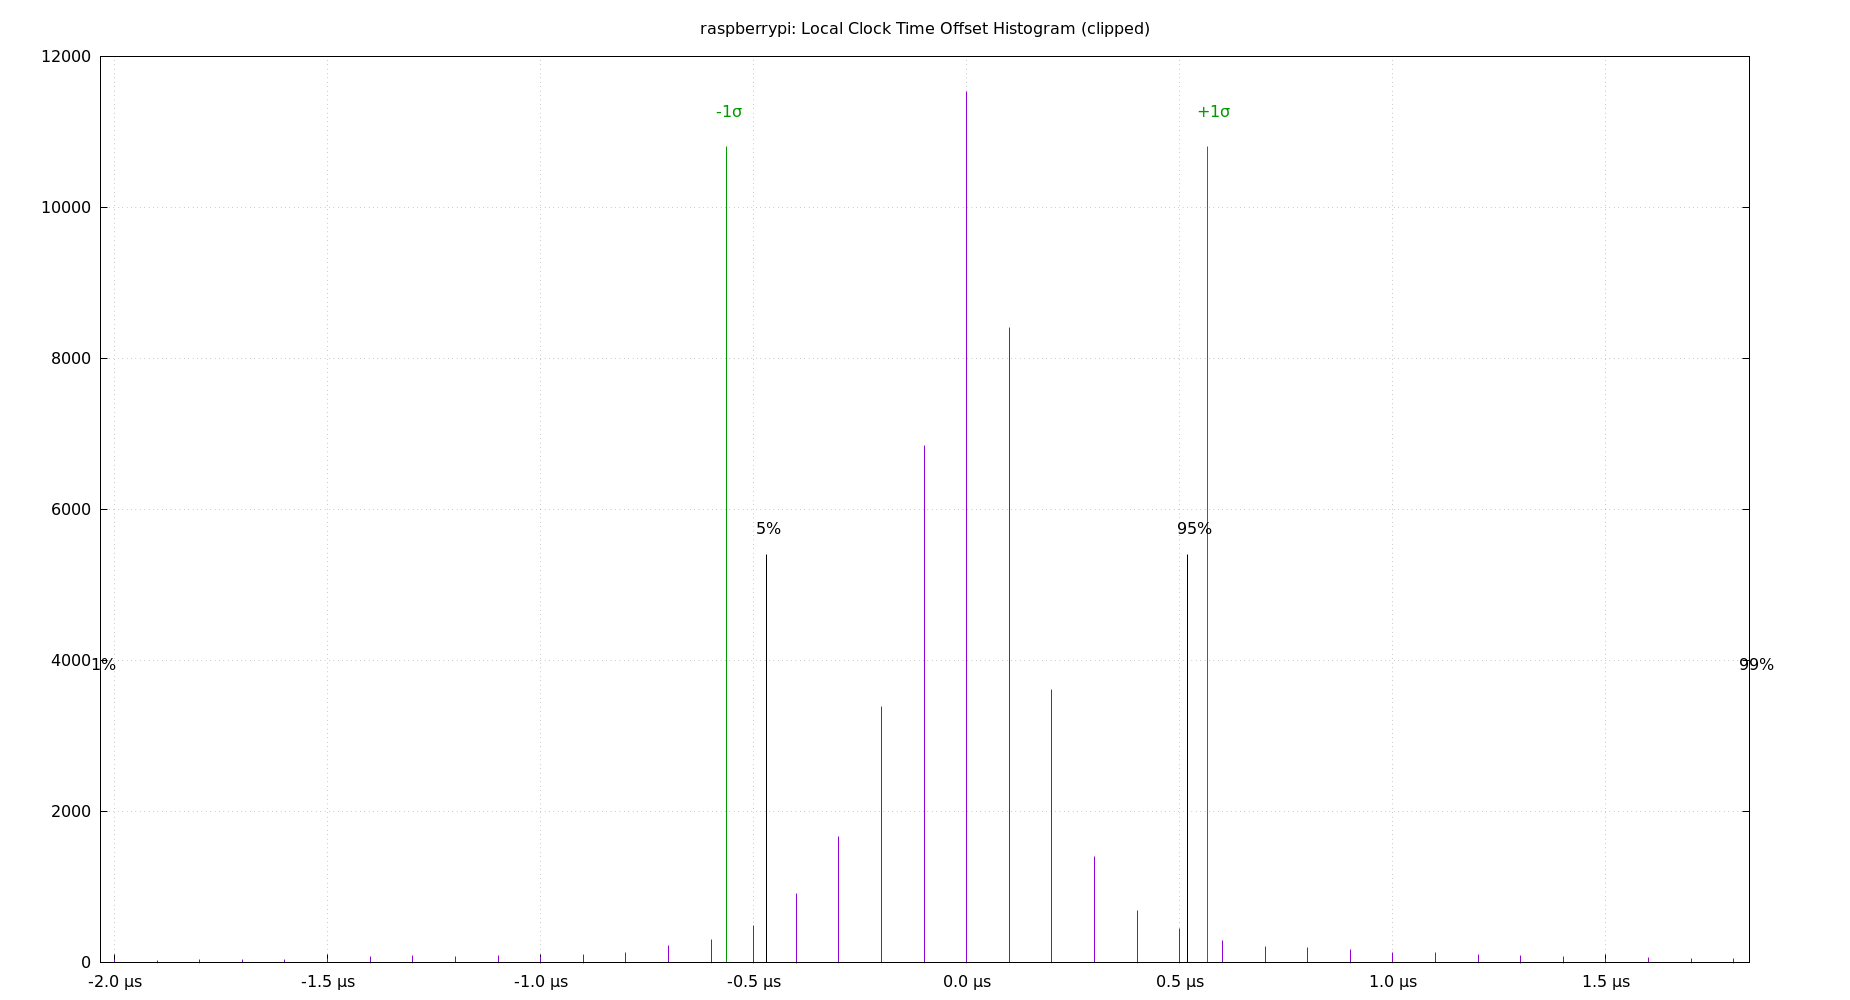 raspberrypi: Local Clock Time Offset Histogram (clipped)
12000
-1σ
+1σ
10000
8000
6000
5%
95%
4000
1%
99%
2000
0
-2.0 µs
-1.5 µs
-1.0 µs
-0.5 µs
0.0 µs
0.5 µs
1.0 µs
1.5 µs